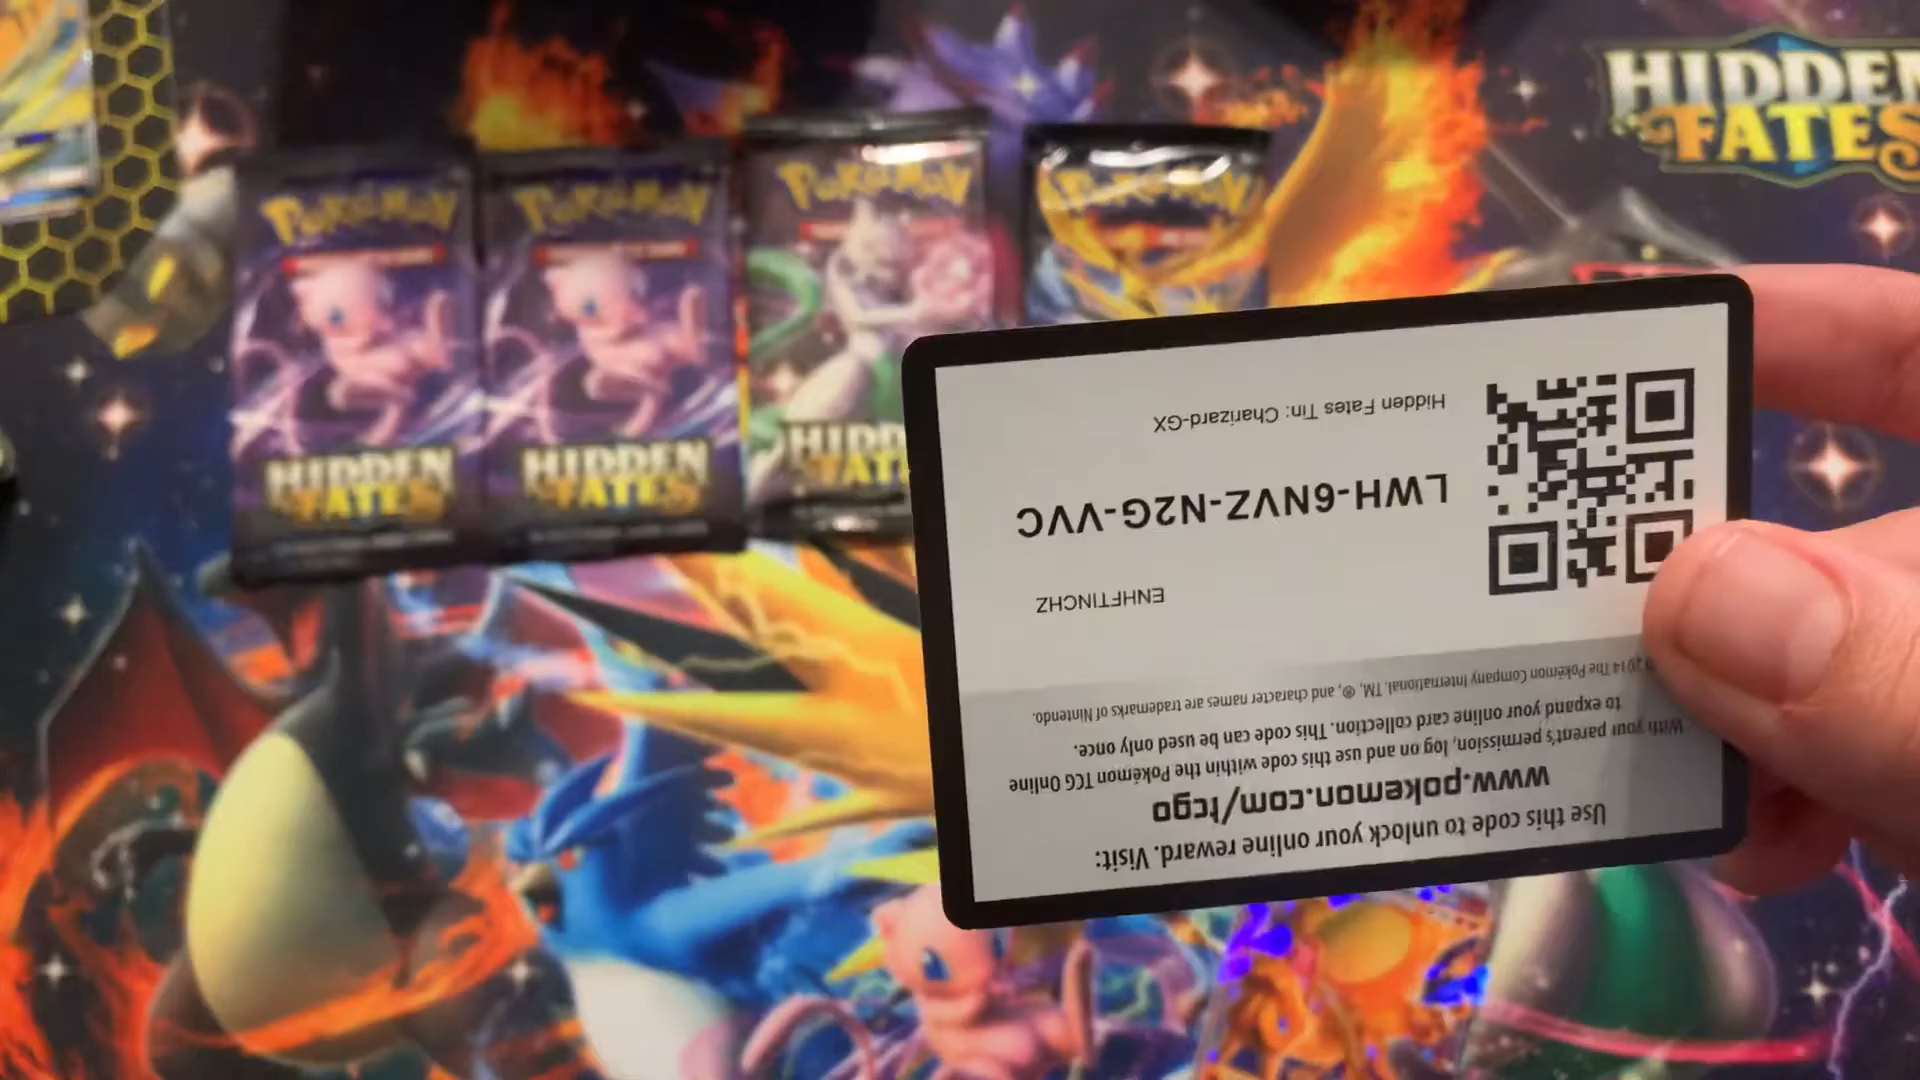 HIDDEN
FATES
Pokémon
HIDDEN
FATES
Pokémon
HIDDEN
FATES
Pokémon
Pokémon
Use this code to unlock your online reward. Visit:
www.pokemon.com/tcgo
With your parent's permission, log on and use this code within the Pokémon TCG Online
to expand your online card collection. This code can be used only once.
2014 The Pokémon Company International. TM, ®, and character names are trademarks of Nintendo.
ENHFTINCHZ
LWH-6NVZ-N2G-VVC
Hidden Fates Tin: Charizard-GX